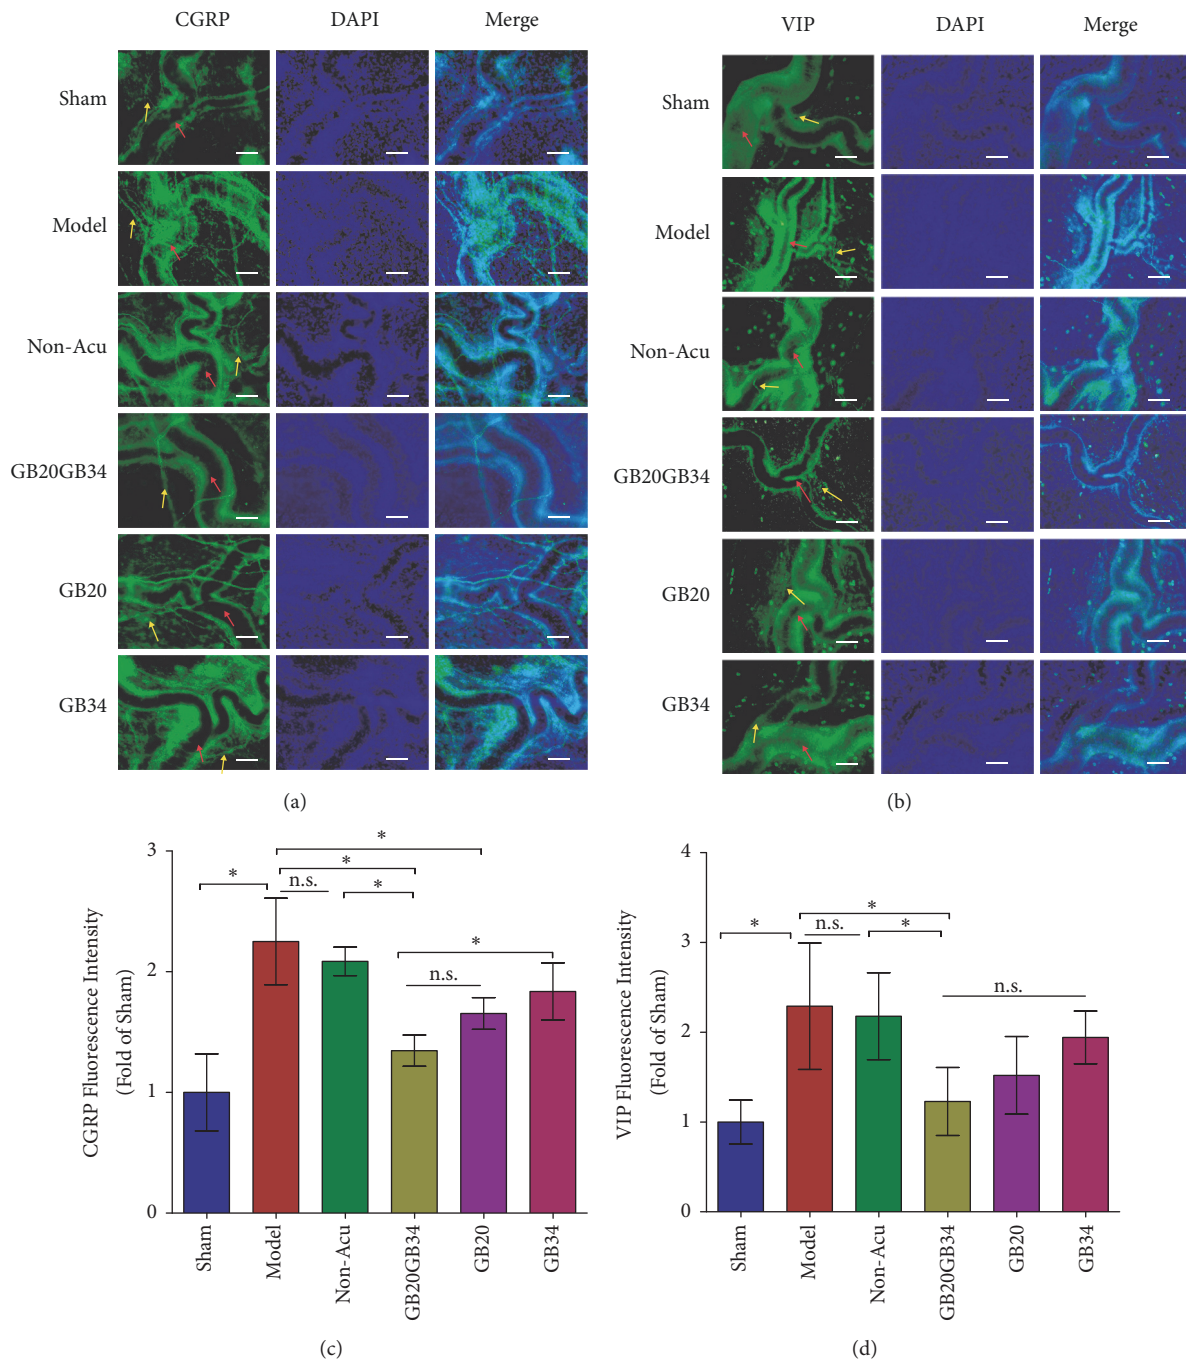 CGRP DAPI Merge
Sham
Model
Non-Acu
GB20GB34
GB20
GB34
(a)
VIP DAPI Merge
Sham
Model
Non-Acu
GB20GB34
GB20
GB34
(b)
CGRP Fluorescence Intensity
(Fold of Sham)
3
2
1
0
*
*
*
n.s.
*
*
n.s.
Sham
Model
Non-Acu
GB20GB34
GB20
GB34
(c)
VIP Fluorescence Intensity
(Fold of Sham)
4
3
2
1
0
*
*
n.s.
*
n.s.
Sham
Model
Non-Acu
GB20GB34
GB20
GB34
(d)